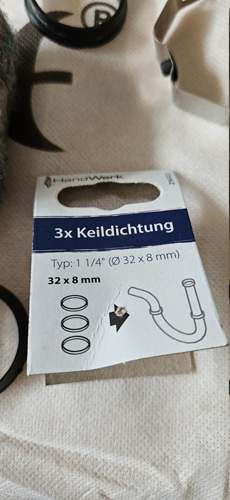 HandWerk
3x Keildichtung
Typ: 1 1/4" (Ø 32 x 8 mm)
32 x 8 mm